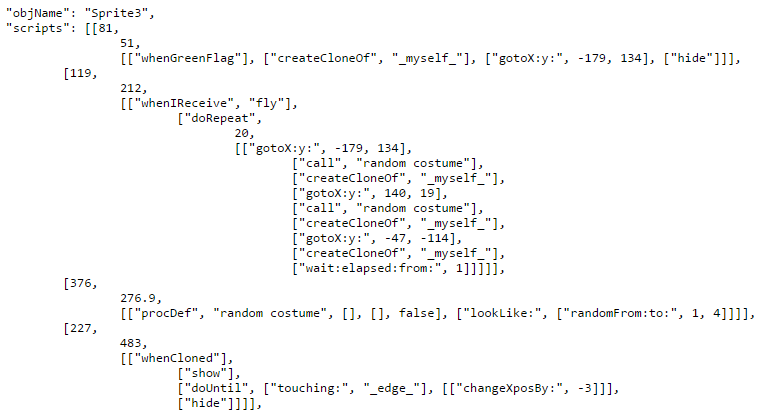 "objName": "Sprite3",
"scripts": [[81,
51,
[["whenGreenFlag"], ["createCloneOf", "_myself_"], ["gotoX:y:", -179, 134], ["hide"]]],
[119,
212,
[["whenIReceive", "fly"],
["doRepeat",
20,
[["gotoX:y:", -179, 134],
["call", "random costume"],
["createCloneOf", "_myself_"],
["gotoX:y:", 140, 19],
["call", "random costume"],
["createCloneOf", "_myself_"],
["gotoX:y:", -47, -114],
["createCloneOf", "_myself_"],
["wait:elapsed:from:", 1]]]]],
[376,
276.9,
[["procDef", "random costume", [], [], false], ["lookLike:", ["randomFrom:to:", 1, 4]]]],
[227,
483,
[["whenCloned"],
["show"],
["doUntil", ["touching:", "_edge_"], [["changeXposBy:", -3]]],
["hide"]]]],